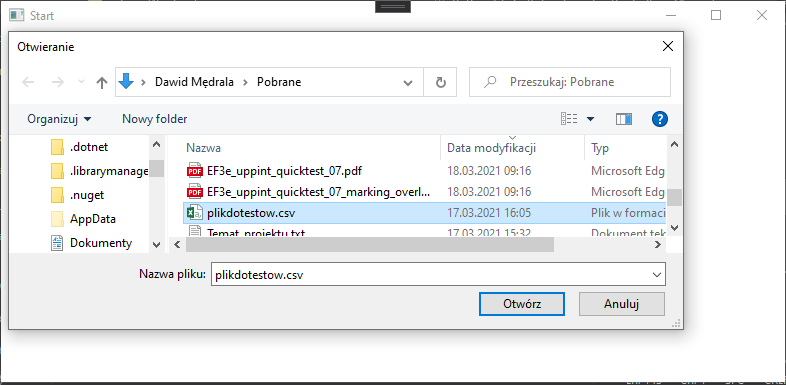 Start
Otwieranie
Dawid Mędrala > Pobrane
Przeszukaj: Pobrane
Organizuj
Nowy folder
Nazwa
Data modyfikacji
Typ
.dotnet
.librarymanage
.nuget
AppData
Dokumenty
EF3e_uppint_quicktest_07.pdf
18.03.2021 09:16
Microsoft Edg
EF3e_uppint_quicktest_07_marking_overl...
18.03.2021 09:16
Microsoft Edg
plikdotestow.csv
17.03.2021 16:05
Plik w formaci
Temat_projektu.txt
17.03.2021 15:32
Dokument tek
Nazwa pliku:
plikdotestow.csv
Otwórz
Anuluj